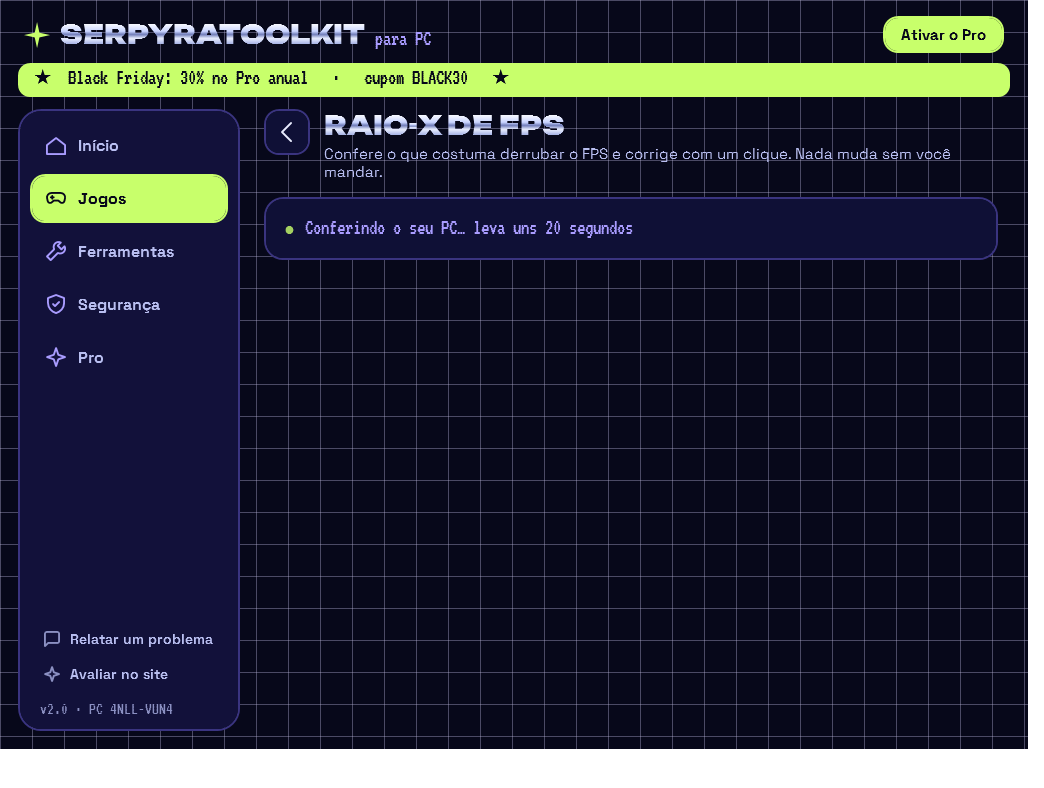 SERPYRATOOLKIT para PC
Ativar o Pro
★ Black Friday: 30% no Pro anual · cupom BLACK30 ★
Início
Jogos
Ferramentas
Segurança
Pro
Relatar um problema
Avaliar no site
v2.0 · PC 4NLL-VUN4
RAIO-X DE FPS
Confere o que costuma derrubar o FPS e corrige com um clique. Nada muda sem você
mandar.
Conferindo o seu PC… leva uns 20 segundos